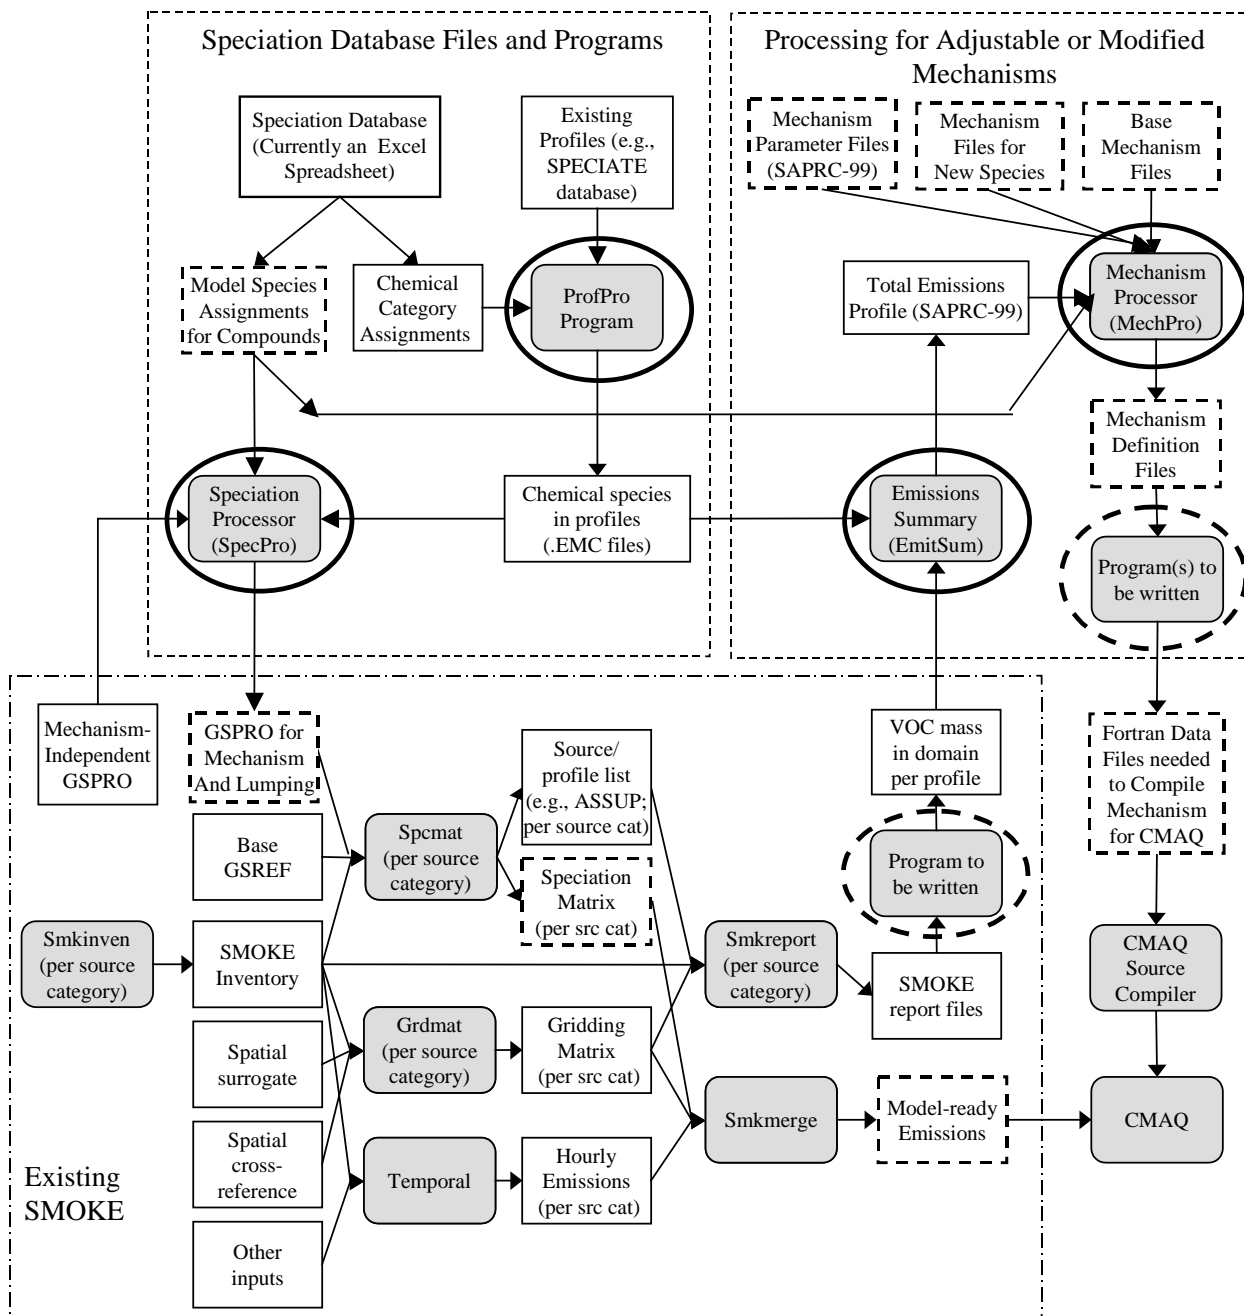 Speciation Database Files and Programs
Speciation Database
(Currently an Excel
Spreadsheet)
Existing
Profiles (e.g.,
SPECIATE
database)
Model Species
Assignments
for Compounds
Chemical
Category
Assignments
ProfPro
Program
Speciation
Processor
(SpecPro)
Chemical species
in profiles
(.EMC files)
Processing for Adjustable or Modified
Mechanisms
Mechanism
Parameter Files
(SAPRC-99)
Mechanism
Files for
New Species
Base
Mechanism
Files
Total Emissions
Profile (SAPRC-99)
Mechanism
Processor
(MechPro)
Mechanism
Definition
Files
Emissions
Summary
(EmitSum)
Program(s) to
be written
Mechanism-
Independent
GSPRO
GSPRO for
Mechanism
And Lumping
Source/
profile list
(e.g., ASSUP;
per source cat)
VOC mass
in domain
per profile
Fortran Data
Files needed
to Compile
Mechanism
for CMAQ
Base
GSREF
Spcmat
(per source
category)
Speciation
Matrix
(per src cat)
Program to
be written
Smkinven
(per source
category)
SMOKE
Inventory
Smkreport
(per source
category)
SMOKE
report files
CMAQ
Source
Compiler
Spatial
surrogate
Grdmat
(per source
category)
Gridding
Matrix
(per src cat)
Smkmerge
Model-ready
Emissions
CMAQ
Spatial
cross-
reference
Temporal
Hourly
Emissions
(per src cat)
Existing
SMOKE
Other
inputs